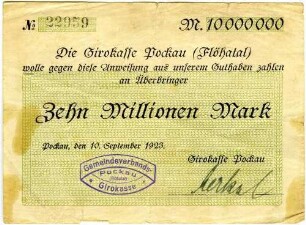 № 22959 M. 10000000
Die Girokasse Pockau (Flöhatal)
wolle gegen diese Anweisung aus unserem Guthaben zahlen
an Überbringer
Zehn Millionen Mark
Pockau, den 10. September 1923.
Girokasse Pockau
Gemeindeverbands-
Pockau
(Flöhatal)
Girokasse